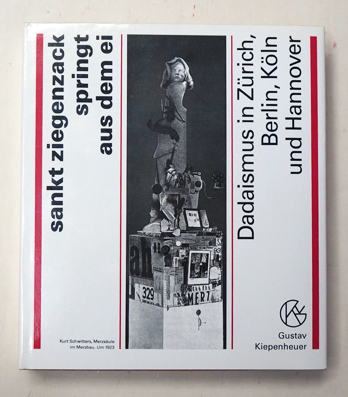 sankt ziegenzack
springt
aus dem ei
Dadaismus in Zürich,
Berlin, Köln
und Hannover
329
MERZ
Kurt Schwitters, Merzsäule
im Merzbau. Um 1923
Gustav
Kiepenheuer